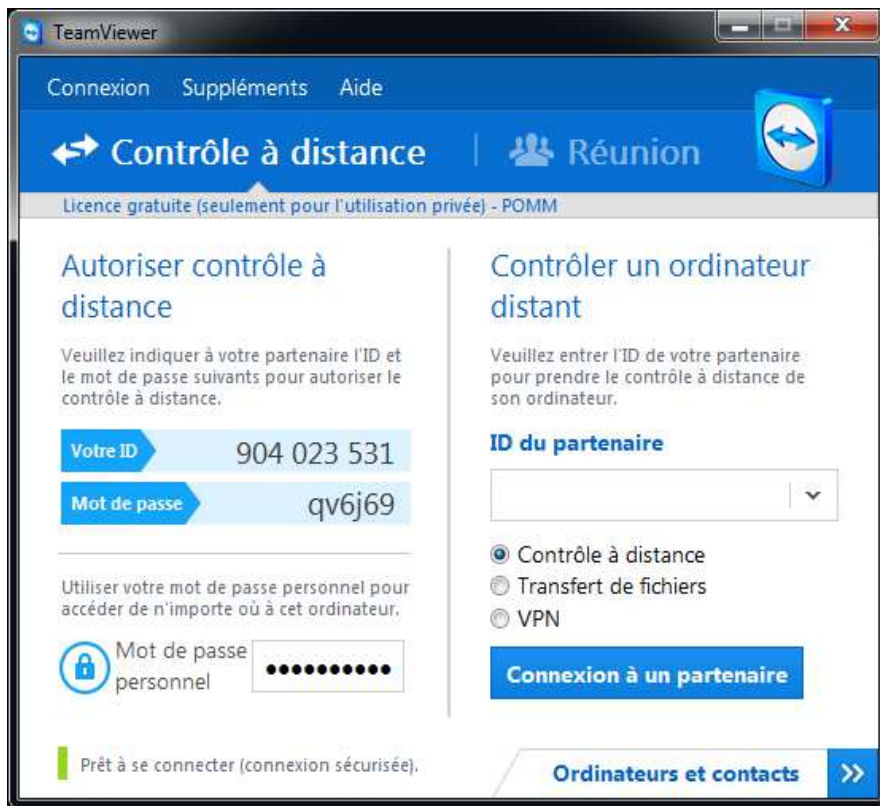 TeamViewer
Connexion Suppléments Aide
Contrôle à distance | Réunion
Licence gratuite (seulement pour l'utilisation privée) - POMM
Autoriser contrôle à
distance
Veuillez indiquer à votre partenaire l'ID et
le mot de passe suivants pour autoriser le
contrôle à distance.
Votre ID 904 023 531
Mot de passe qv6j69
Utiliser votre mot de passe personnel pour
accéder de n'importe où à cet ordinateur.
Mot de passe
personnel ●●●●●●●●●●
Prêt à se connecter (connexion sécurisée).
Contrôler un ordinateur
distant
Veuillez entrer l'ID de votre partenaire
pour prendre le contrôle à distance de
son ordinateur.
ID du partenaire
Contrôle à distance
Transfert de fichiers
VPN
Connexion à un partenaire
Ordinateurs et contacts